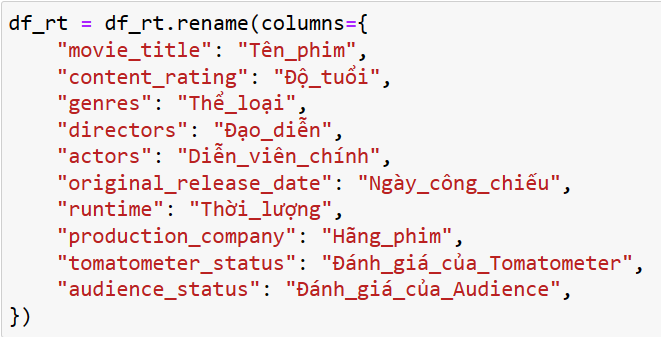 df_rt = df_rt.rename(columns={
    "movie_title": "Tên_phim",
    "content_rating": "Độ_tuổi",
    "genres": "Thể_loại",
    "directors": "Đạo_diễn",
    "actors": "Diễn_viên_chính",
    "original_release_date": "Ngày_công_chiếu",
    "runtime": "Thời_lượng",
    "production_company": "Hãng_phim",
    "tomatometer_status": "Đánh_giá_của_Tomatometer",
    "audience_status": "Đánh_giá_của_Audience",
})